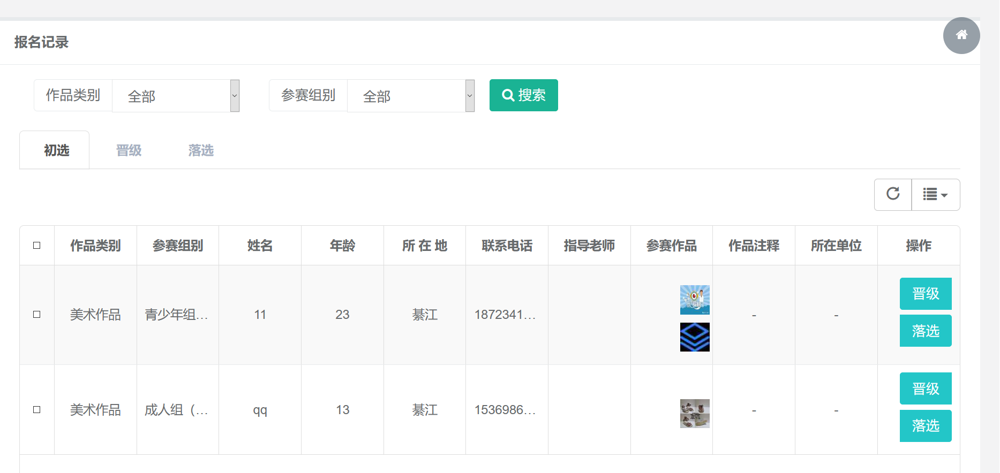 报名记录
作品类别 全部 参赛组别 全部 搜索
初选 晋级 落选
作品类别 参赛组别 姓名 年龄 所 在 地 联系电话 指导老师 参赛作品 作品注释 所在单位 操作
美术作品 青少年组... 11 23 綦江 1872341... - - 晋级
落选
美术作品 成人组（... qq 13 綦江 1536986... - - 晋级
落选